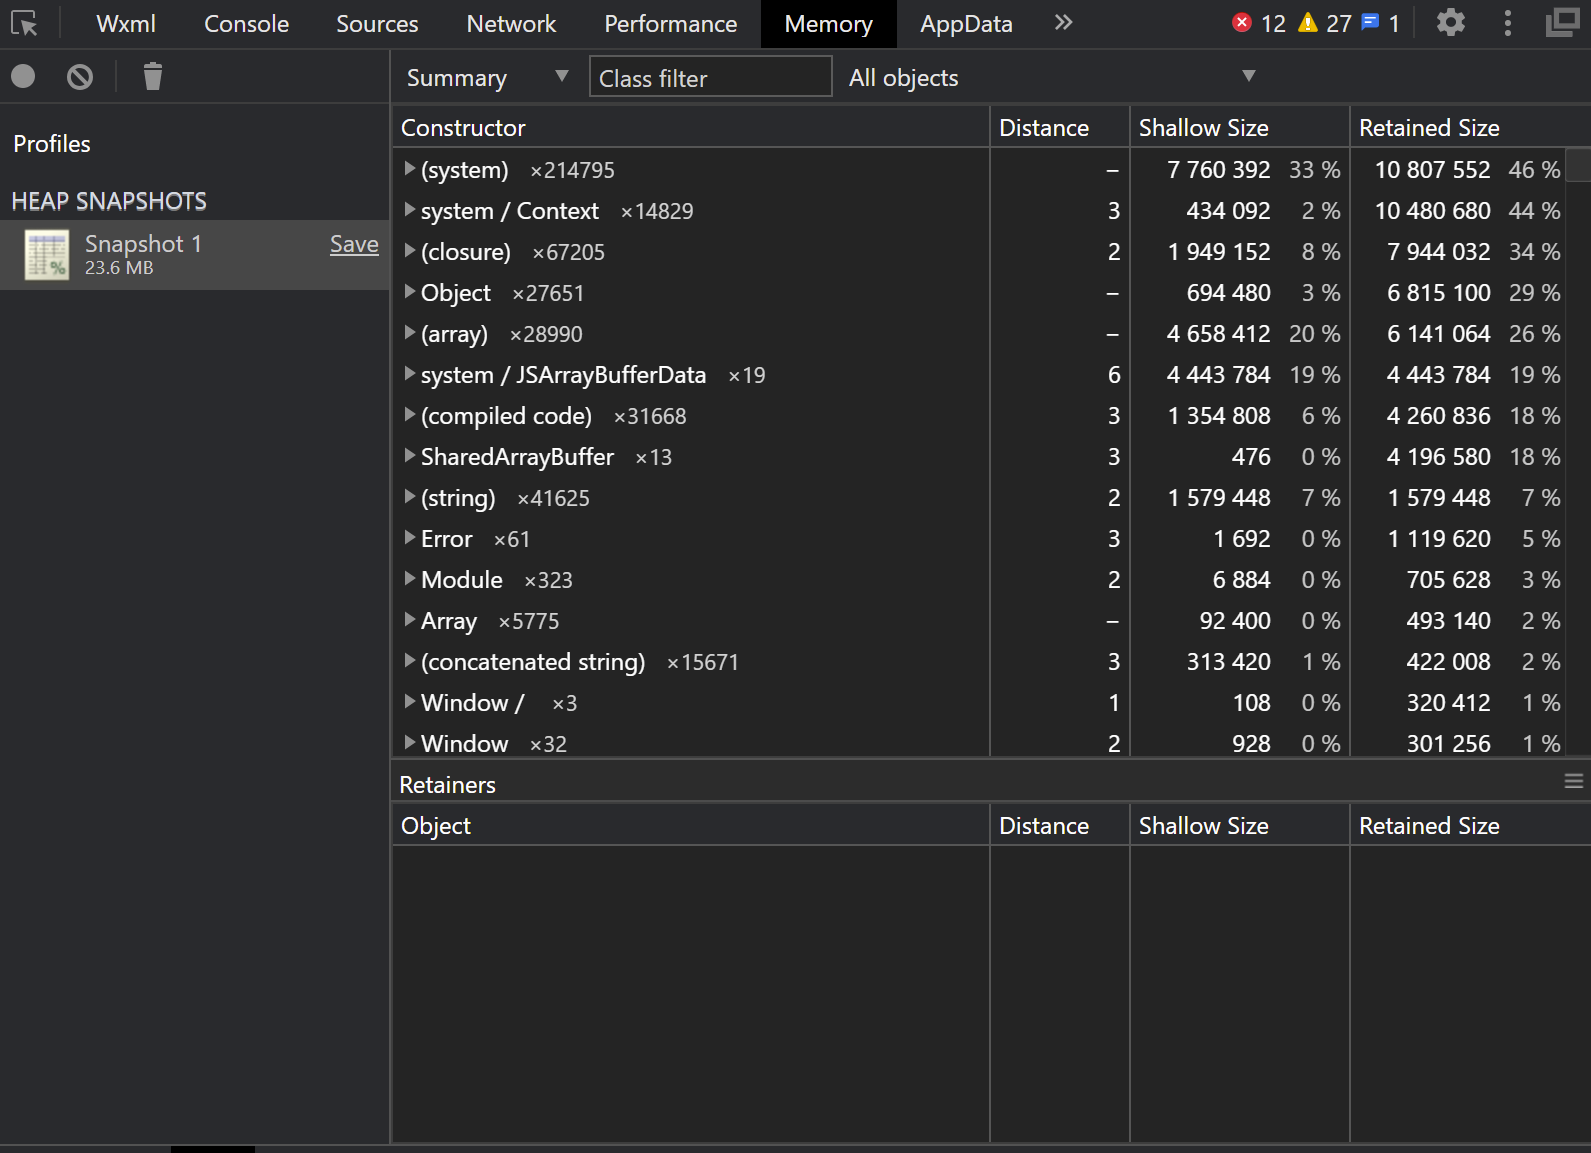 Wxml Console Sources Network Performance Memory AppData » 12 27 1
Summary Class filter All objects
Profiles
HEAP SNAPSHOTS
Snapshot 1 Save
23.6 MB
Constructor Distance Shallow Size Retained Size
(system) ×214795 – 7 760 392 33 % 10 807 552 46 %
system / Context ×14829 3 434 092 2 % 10 480 680 44 %
(closure) ×67205 2 1 949 152 8 % 7 944 032 34 %
Object ×27651 – 694 480 3 % 6 815 100 29 %
(array) ×28990 – 4 658 412 20 % 6 141 064 26 %
system / JSArrayBufferData ×19 6 4 443 784 19 % 4 443 784 19 %
(compiled code) ×31668 3 1 354 808 6 % 4 260 836 18 %
SharedArrayBuffer ×13 3 476 0 % 4 196 580 18 %
(string) ×41625 2 1 579 448 7 % 1 579 448 7 %
Error ×61 3 1 692 0 % 1 119 620 5 %
Module ×323 2 6 884 0 % 705 628 3 %
Array ×5775 – 92 400 0 % 493 140 2 %
(concatenated string) ×15671 3 313 420 1 % 422 008 2 %
Window / ×3 1 108 0 % 320 412 1 %
Window ×32 2 928 0 % 301 256 1 %
Retainers
Object Distance Shallow Size Retained Size